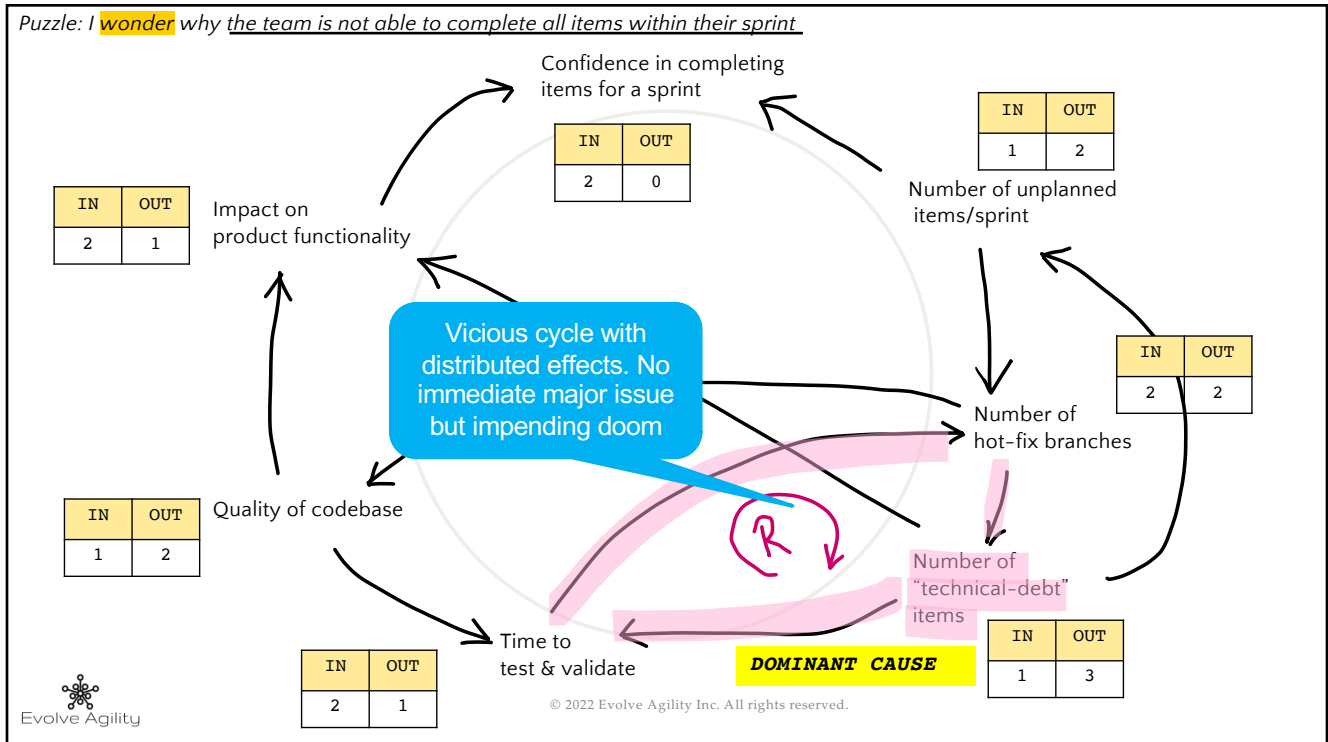 Puzzle: I wonder why the team is not able to complete all items within their sprint
Confidence in completing
items for a sprint
IN OUT
2 0
IN OUT
1 2
Number of unplanned
items/sprint
IN OUT
2 1
Impact on
product functionality
Vicious cycle with
distributed effects. No
immediate major issue
but impending doom
IN OUT
2 2
Number of
hot-fix branches
IN OUT
1 2
Quality of codebase
R
Number of
“technical-debt”
items
IN OUT
1 3
Time to
test & validate
IN OUT
2 1
DOMINANT CAUSE
Evolve Agility
© 2022 Evolve Agility Inc. All rights reserved.